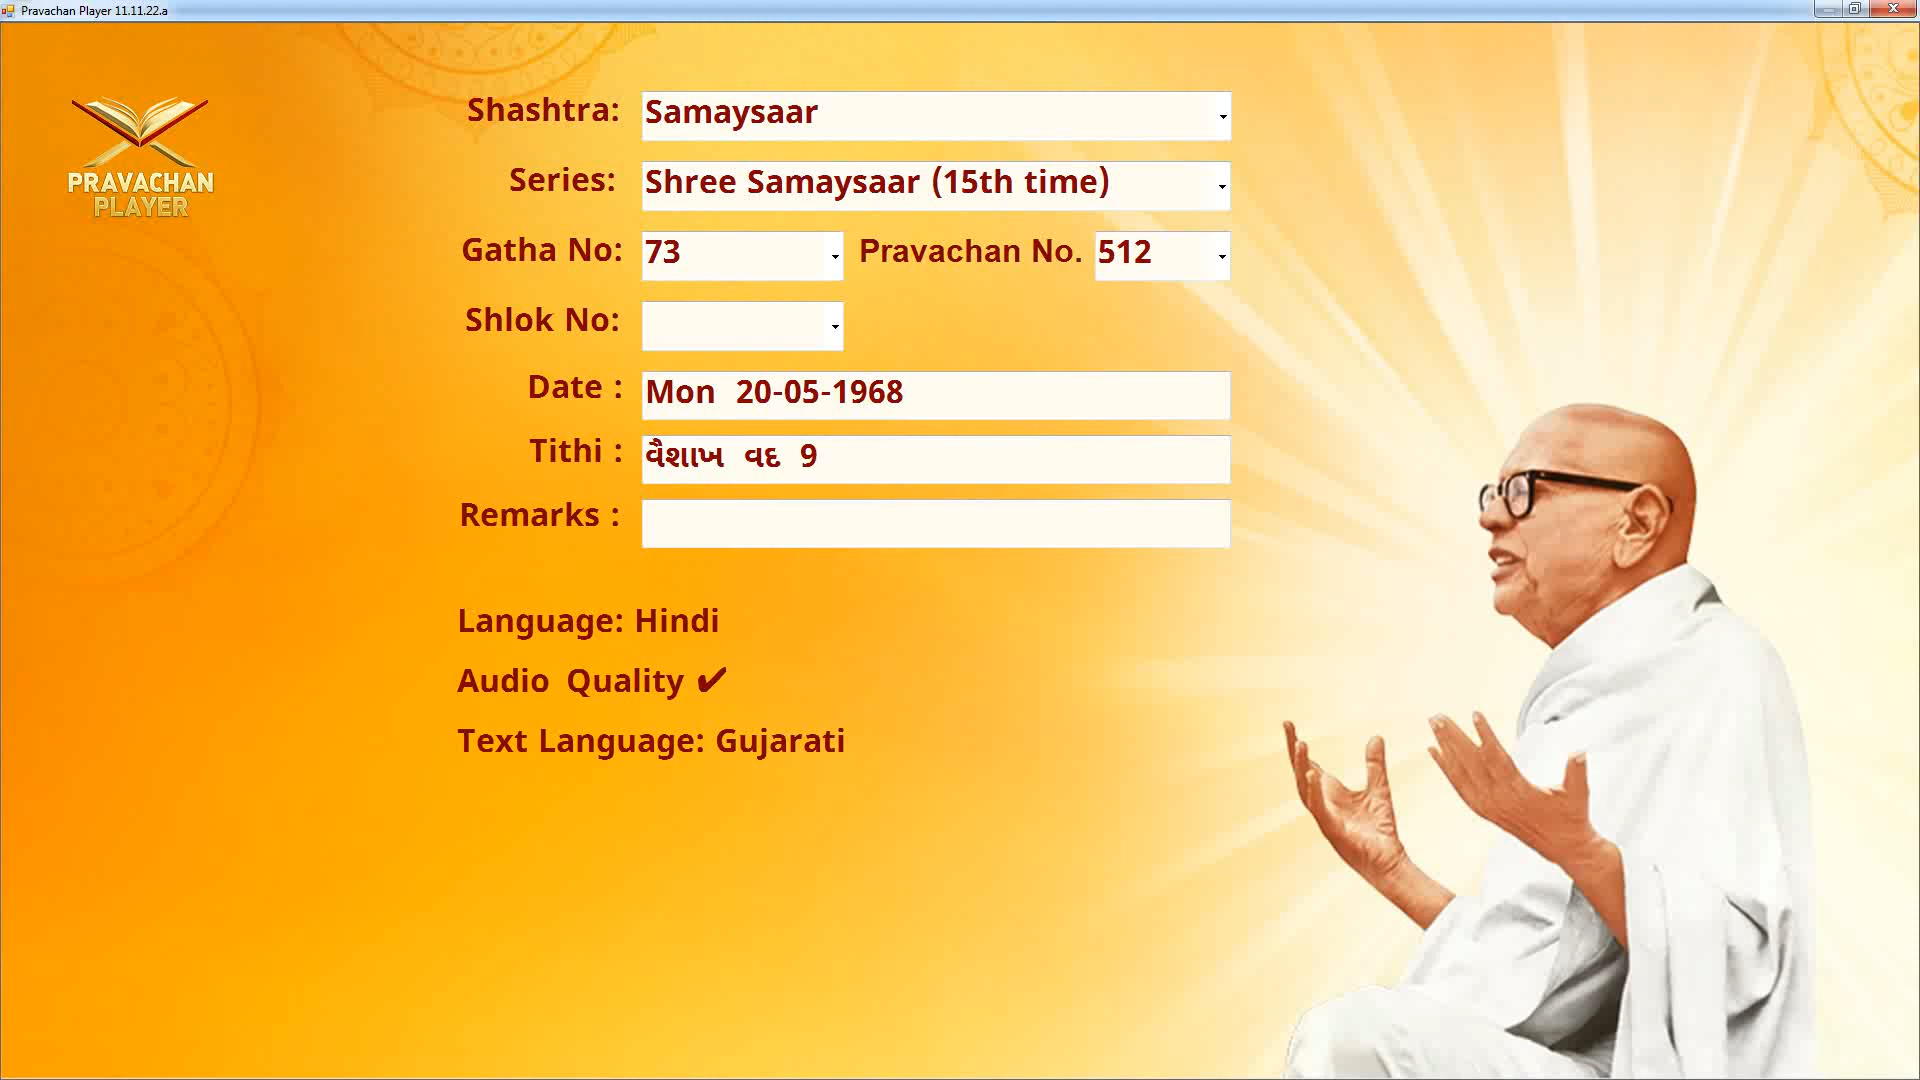 Pravachan Player 11.11.22.a
PRAVACHAN
PLAYER
Shashtra: Samaysaar
Series: Shree Samaysaar (15th time)
Gatha No: 73 Pravachan No. 512
Shlok No:
Date : Mon 20-05-1968
Tithi : વૈશાખ વદ 9
Remarks :
Language: Hindi
Audio Quality ✔
Text Language: Gujarati